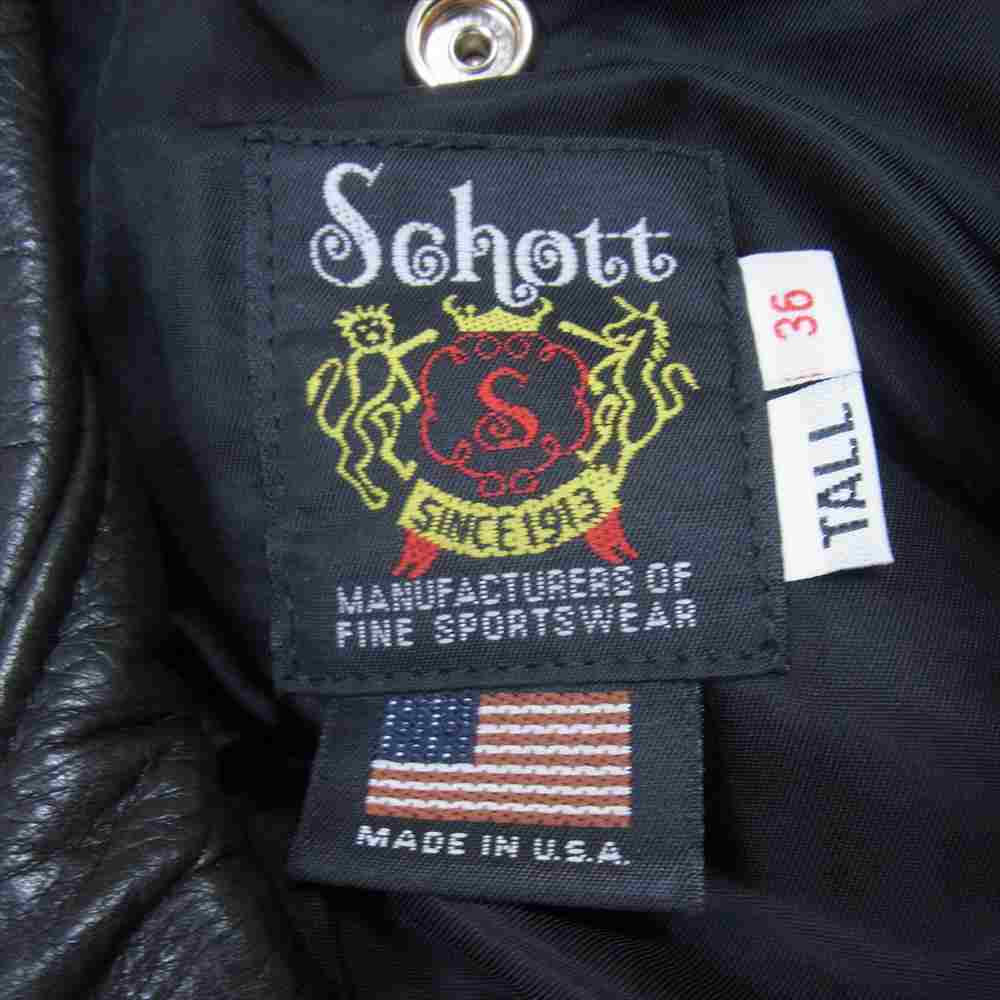 Schott
S
SINCE 1913
MANUFACTURERS OF
FINE SPORTSWEAR
36
TALL
MADE IN U.S.A.